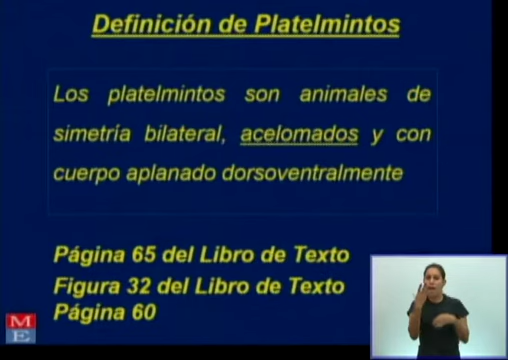 Definición de Platelmintos
Los platelmintos son animales de
simetría bilateral, acelomados y con
cuerpo aplanado dorsoventralmente
Página 65 del Libro de Texto
Figura 32 del Libro de Texto
Página 60
M
E